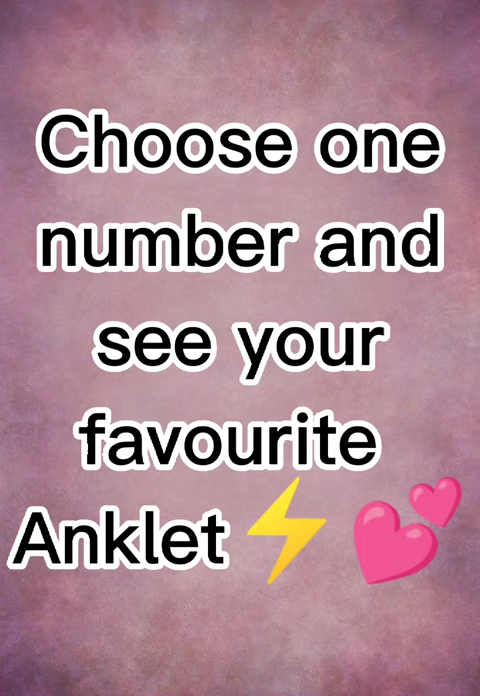 Choose one
number and
see your
favourite
Anklet⚡💕